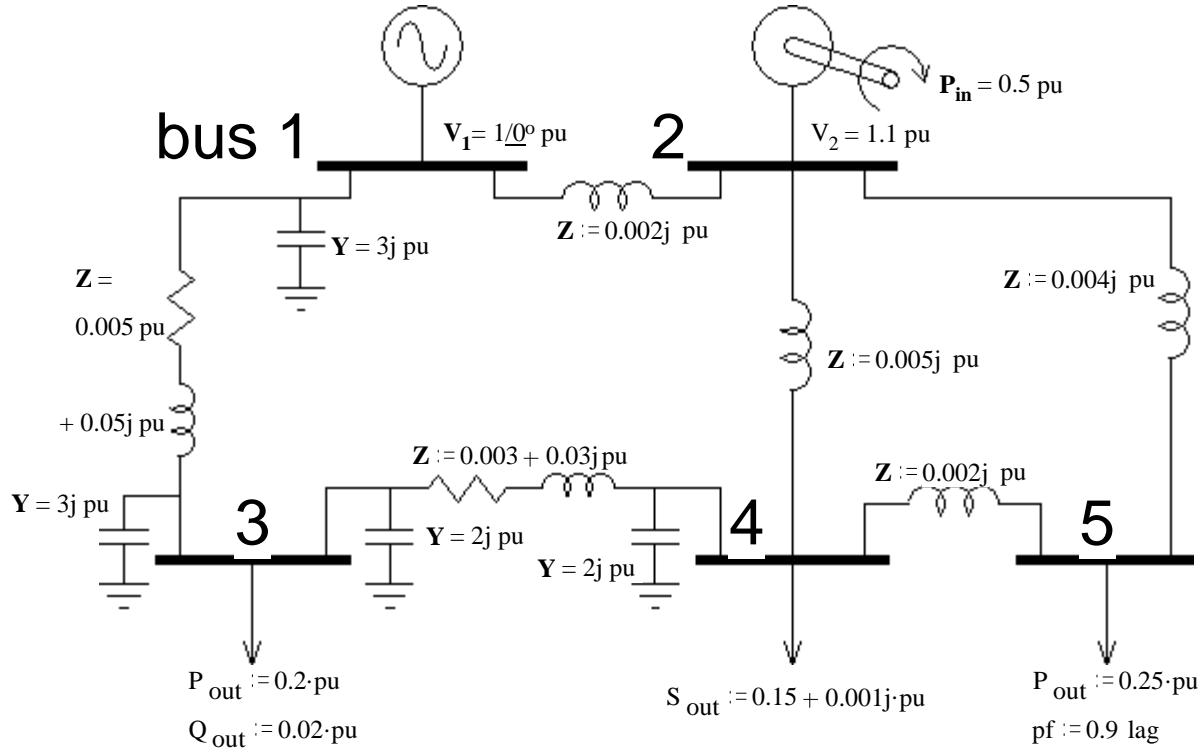 P_in = 0.5 pu
bus 1
V_1 = 1/0º pu
2
V_2 = 1.1 pu
Y = 3j pu
Z := 0.002j pu
Z =
0.005 pu
+ 0.05j pu
Z := 0.004j pu
Z := 0.005j pu
Z := 0.003 + 0.03j pu
Z := 0.002j pu
Y = 3j pu
3
Y = 2j pu
Y = 2j pu
4
5
P_out := 0.2·pu
Q_out := 0.02·pu
S_out := 0.15 + 0.001j·pu
P_out := 0.25·pu
pf := 0.9 lag